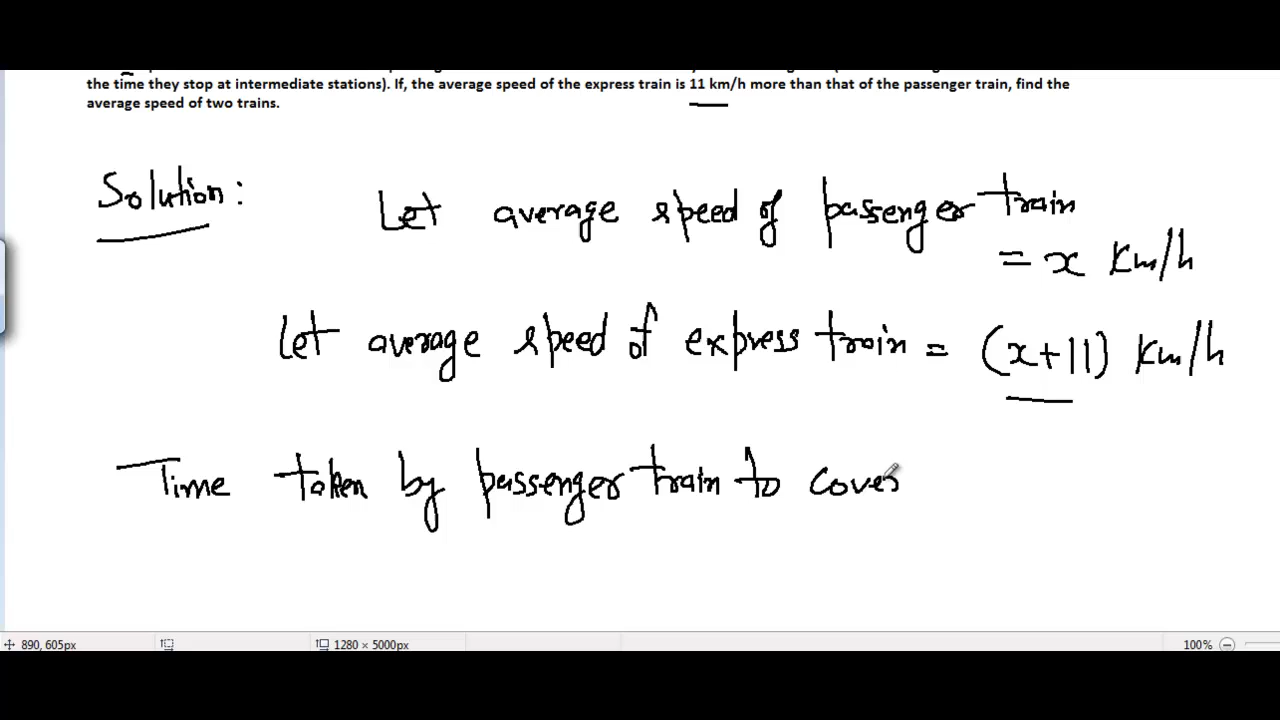 the time they stop at intermediate stations). If, the average speed of the express train is 11 km/h more than that of the passenger train, find the
average speed of two trains.
Solution:
Let average speed of passenger train
= x Km/h
Let average speed of express train = (x+11) Km/h
Time taken by passenger train to cover
890, 605px
1280 × 5000px
100%